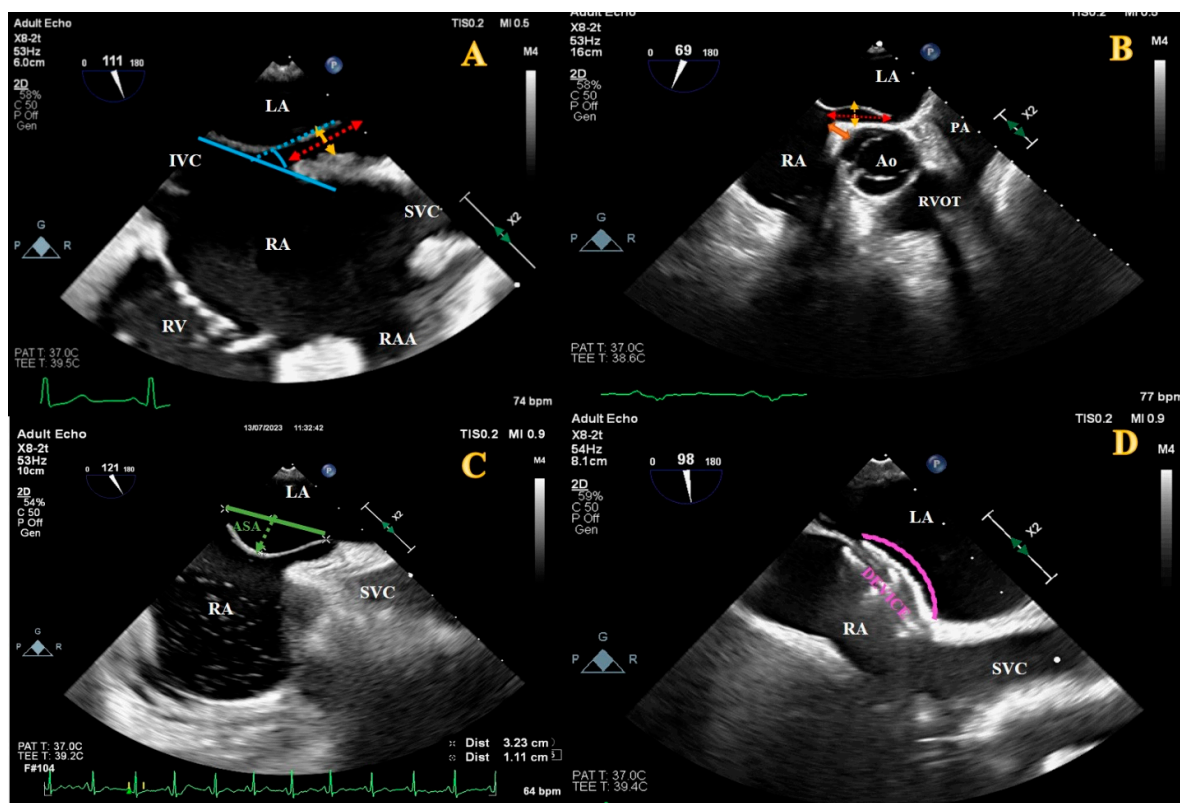 Adult Echo
X8-2t
53Hz
6.0cm
2D
58%
C 50
P Off
Gen
0 111 180
P
A
TIS0.2 MI 0.5
M4
LA
IVC
SVC
RA
RV
RAA
X2
G
P R
PAT T: 37.0C
TEE T: 39.5C
74 bpm
Adult Echo
X8-2t
53Hz
16cm
2D
58%
C 50
P Off
Gen
0 69 180
P
B
TIS0.2 MI 0.5
M4
LA
PA
RA
Ao
RVOT
X2
G
P R
PAT T: 37.0C
TEE T: 38.6C
77 bpm
Adult Echo
X8-2t
53Hz
10cm
2D
54%
C 50
P Off
Gen
13/07/2023 11:32:42
0 121 180
P
C
TIS0.2 MI 0.9
M4
LA
ASA
RA
SVC
X2
G
P R
PAT T: 37.0C
TEE T: 39.2C
F#104
Dist 3.23 cm
Dist 1.11 cm
64 bpm
Adult Echo
X8-2t
54Hz
8.1cm
2D
59%
C 50
P Off
Gen
0 98 180
P
D
TIS0.2 MI 0.9
M4
LA
DEVICE
RA
SVC
X2
G
P R
PAT T: 37.0C
TEE T: 39.4C